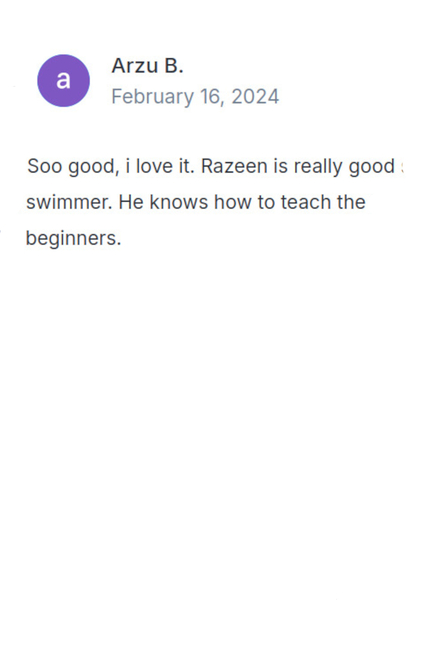 a
Arzu B.
February 16, 2024
Soo good, i love it. Razeen is really good
swimmer. He knows how to teach the
beginners.